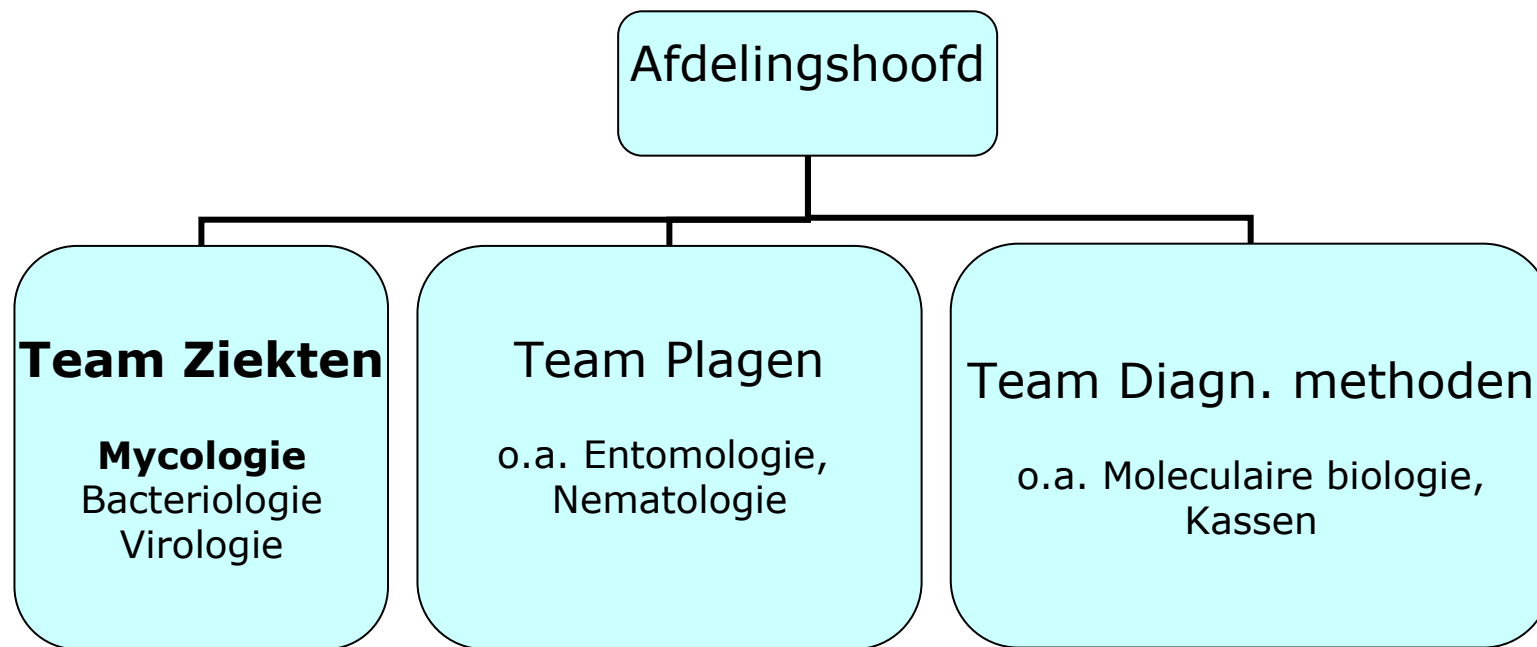 Afdelingshoofd
Team Ziekten
Mycologie
Bacteriologie
Virologie
Team Plagen
o.a. Entomologie,
Nematologie
Team Diagn. methoden
o.a. Moleculaire biologie,
Kassen